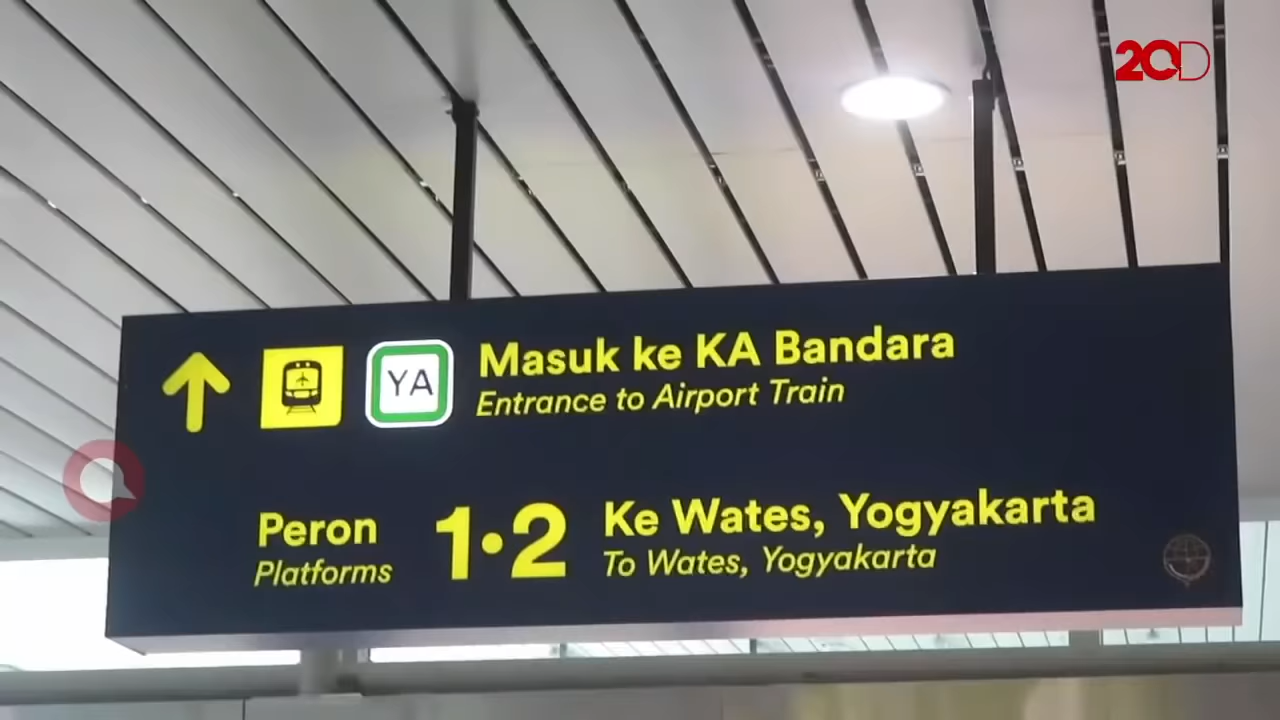 20D
YA
Masuk ke KA Bandara
Entrance to Airport Train
Peron
Platforms
1•2
Ke Wates, Yogyakarta
To Wates, Yogyakarta